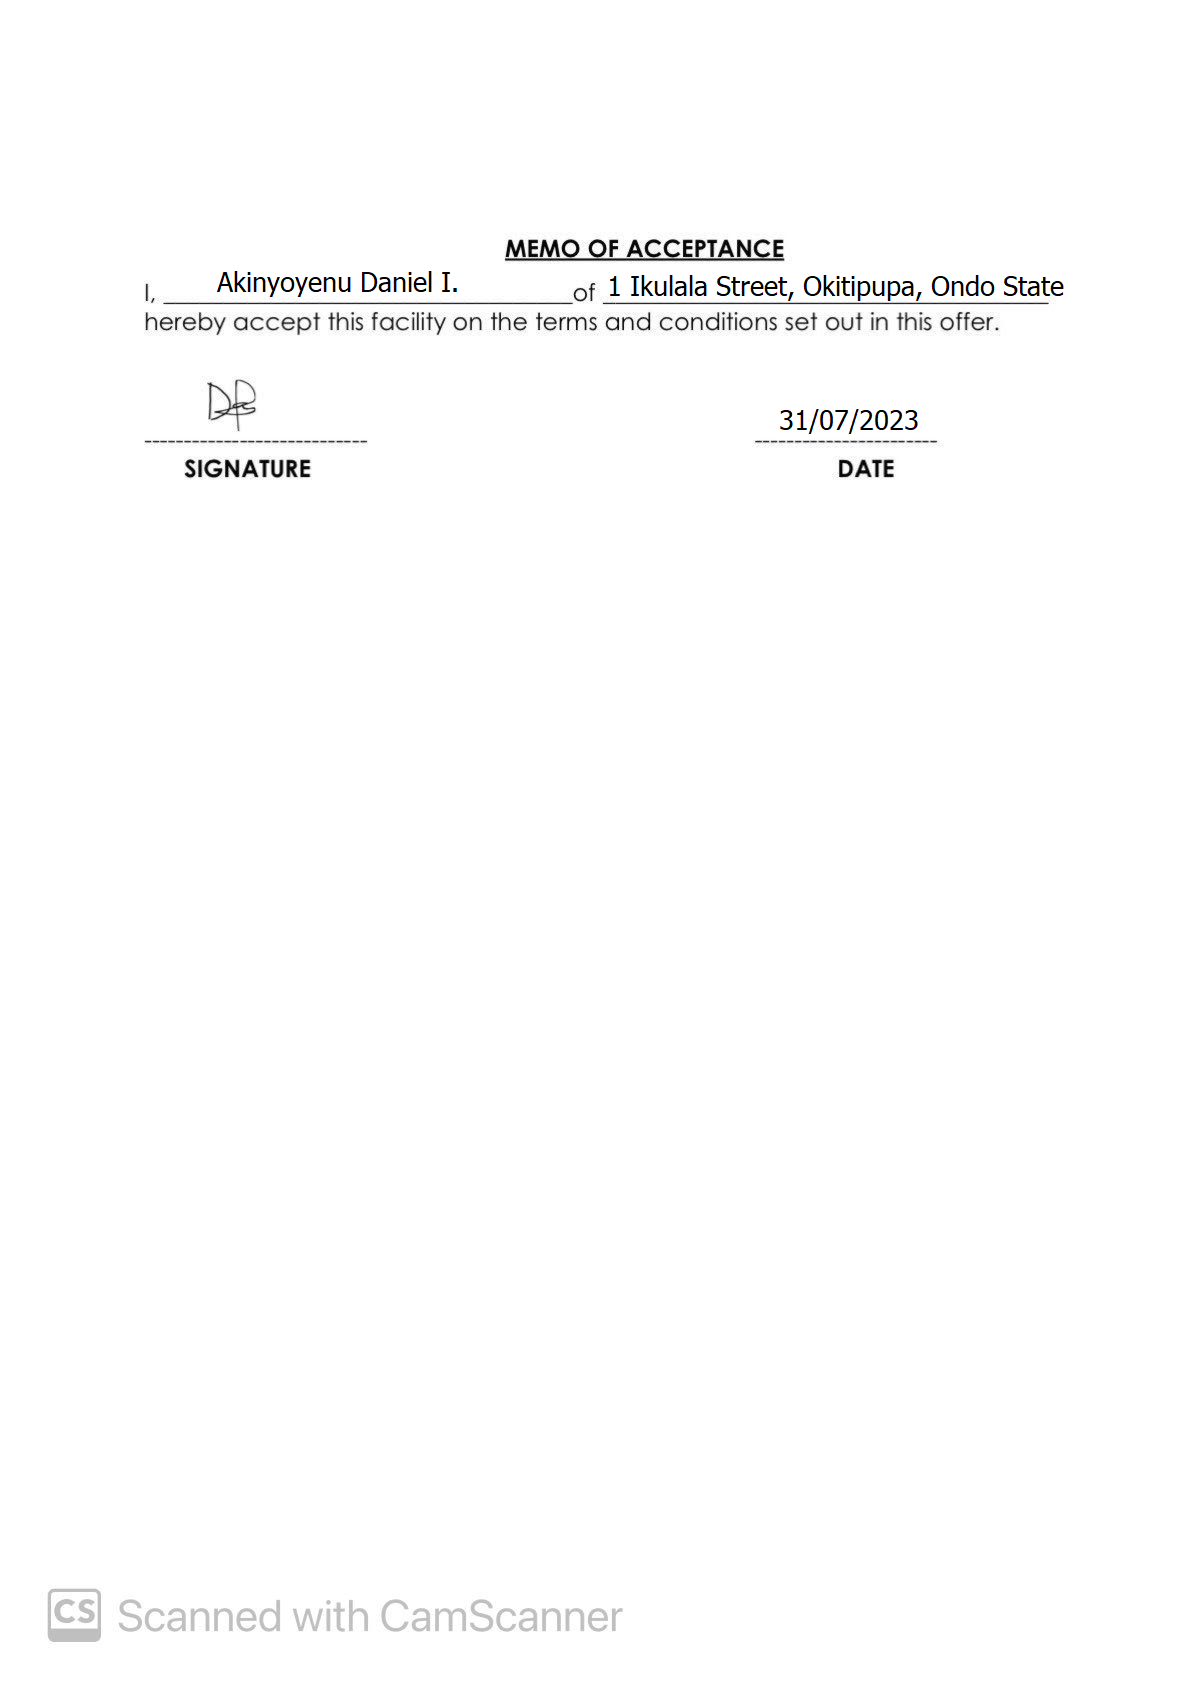 MEMO OF ACCEPTANCE
I, Akinyoyenu Daniel I. of 1 Ikulala Street, Okitipupa, Ondo State
hereby accept this facility on the terms and conditions set out in this offer.
31/07/2023
SIGNATURE DATE
CS Scanned with CamScanner